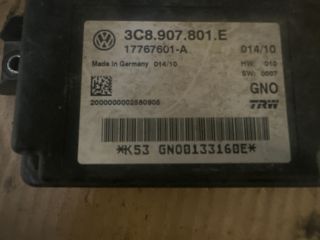 3C8.907.801.E
17767601-A 014/10
Made in Germany 014/10 HW: 010
SW: 0007
GNO
2000000002580905
TRW
*K53 GNO0133160E*